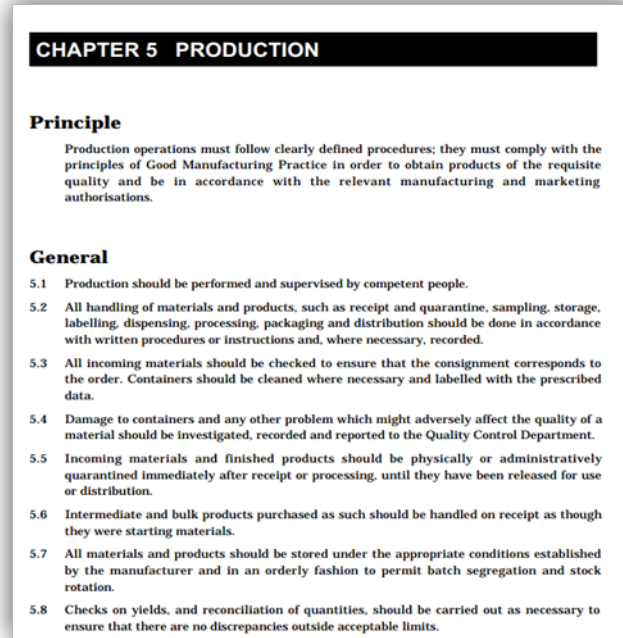 CHAPTER 5 PRODUCTION
Principle
Production operations must follow clearly defined procedures; they must comply with the
principles of Good Manufacturing Practice in order to obtain products of the requisite
quality and be in accordance with the relevant manufacturing and marketing
authorisations.
General
5.1 Production should be performed and supervised by competent people.
5.2 All handling of materials and products, such as receipt and quarantine, sampling, storage,
labelling, dispensing, processing, packaging and distribution should be done in accordance
with written procedures or instructions and, where necessary, recorded.
5.3 All incoming materials should be checked to ensure that the consignment corresponds to
the order. Containers should be cleaned where necessary and labelled with the prescribed
data.
5.4 Damage to containers and any other problem which might adversely affect the quality of a
material should be investigated, recorded and reported to the Quality Control Department.
5.5 Incoming materials and finished products should be physically or administratively
quarantined immediately after receipt or processing, until they have been released for use
or distribution.
5.6 Intermediate and bulk products purchased as such should be handled on receipt as though
they were starting materials.
5.7 All materials and products should be stored under the appropriate conditions established
by the manufacturer and in an orderly fashion to permit batch segregation and stock
rotation.
5.8 Checks on yields, and reconciliation of quantities, should be carried out as necessary to
ensure that there are no discrepancies outside acceptable limits.